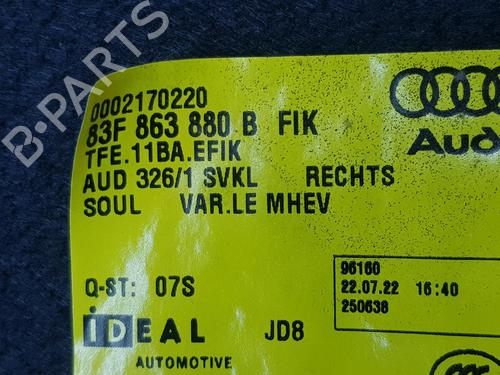 0002170220
83F 863 880 B FIK
TFE.11BA.EFIK
AUD 326/1 SVKL RECHTS
SOUL VAR.LE MHEV
Q-ST: 07S
IDEAL JD8
AUTOMOTIVE
Aud
96160
22.07.22 16:40
250638
B-PARTS